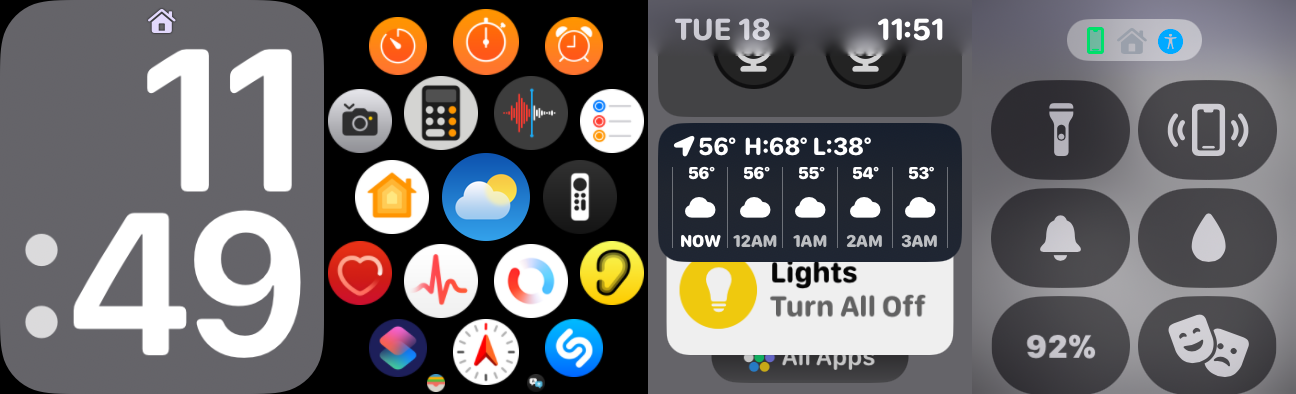 11
:49
TUE 18 11:51
56° H:68° L:38°
56° 56° 55° 54° 53°
NOW 12AM 1AM 2AM 3AM
Lights
Turn All Off
All Apps
92%